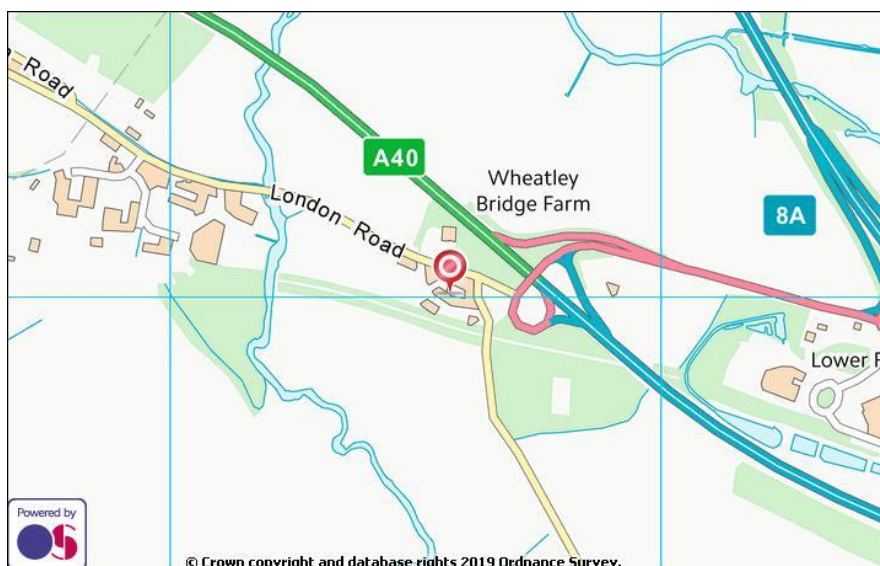 Road
A40
London Road
Wheatley
Bridge Farm
8A
Lower
Powered by
OS
© Crown copyright and database rights 2019 Ordnance Survey.